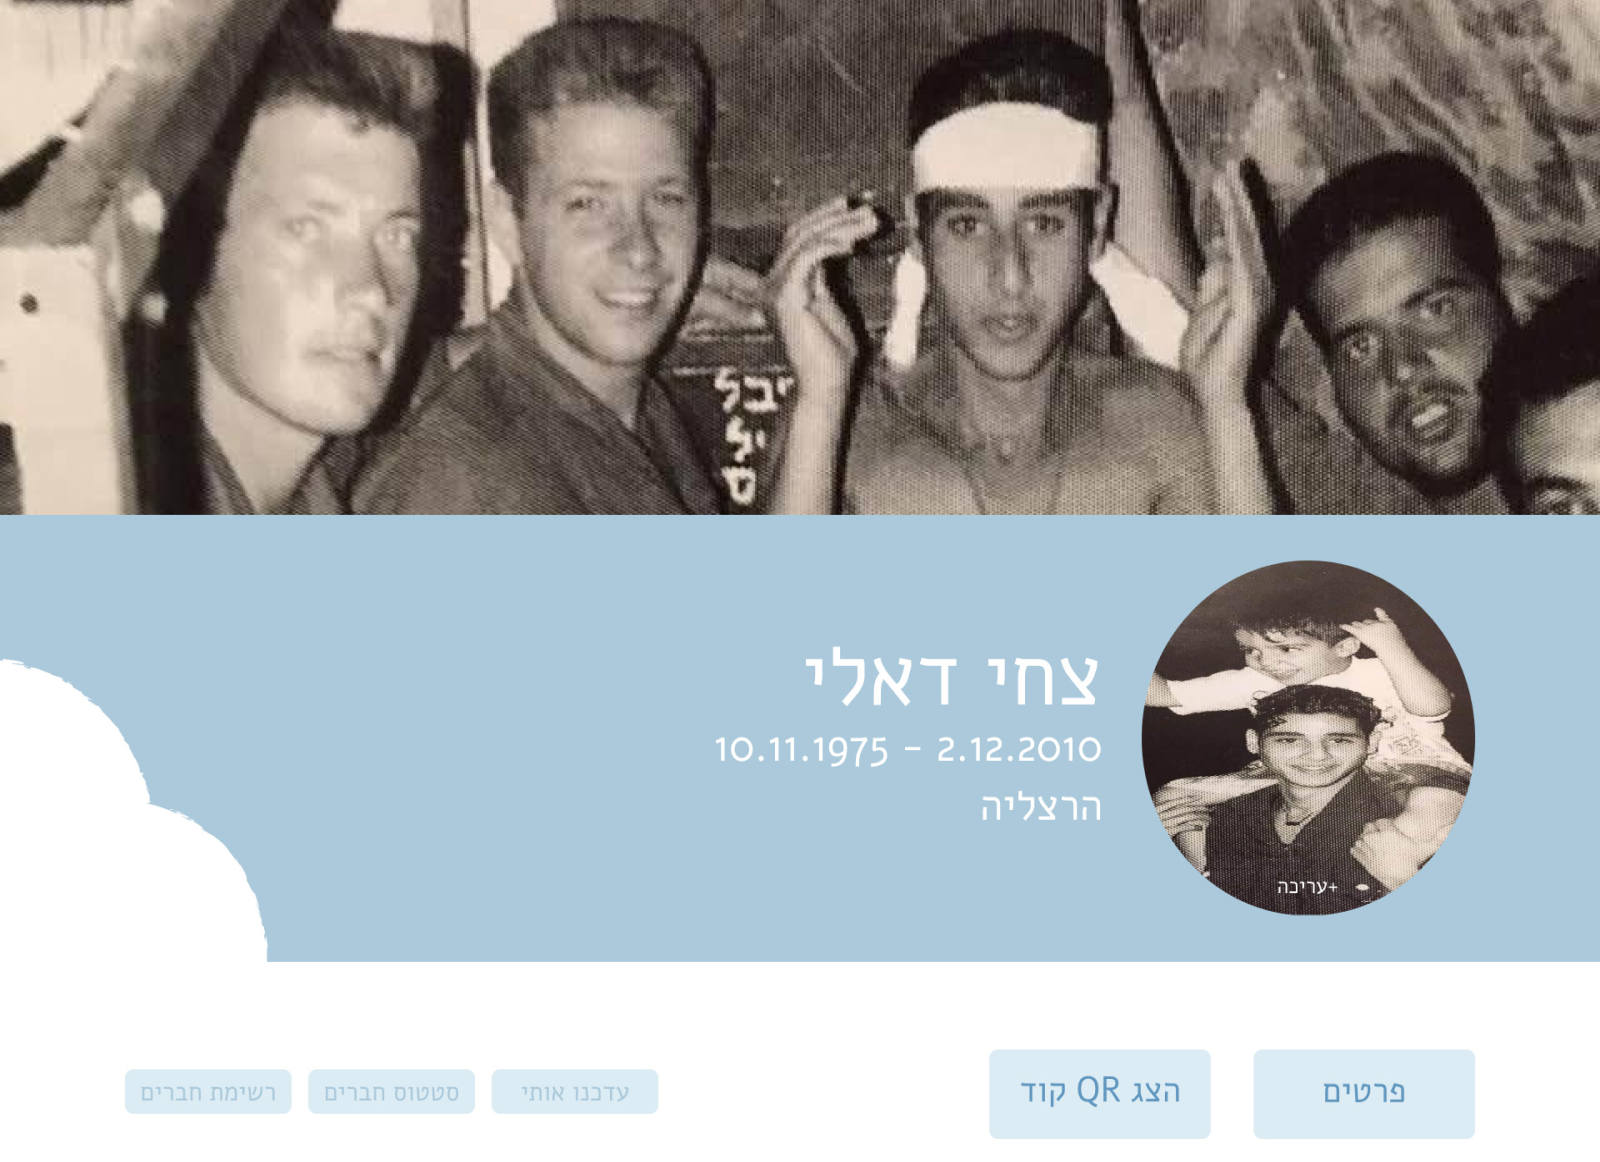 יבל
צחי דאלי
10.11.1975 - 2.12.2010
הרצליה
+עריכה
פרטים
הצג QR קוד
עדכנו אותי
סטטוס חברים
רשימת חברים